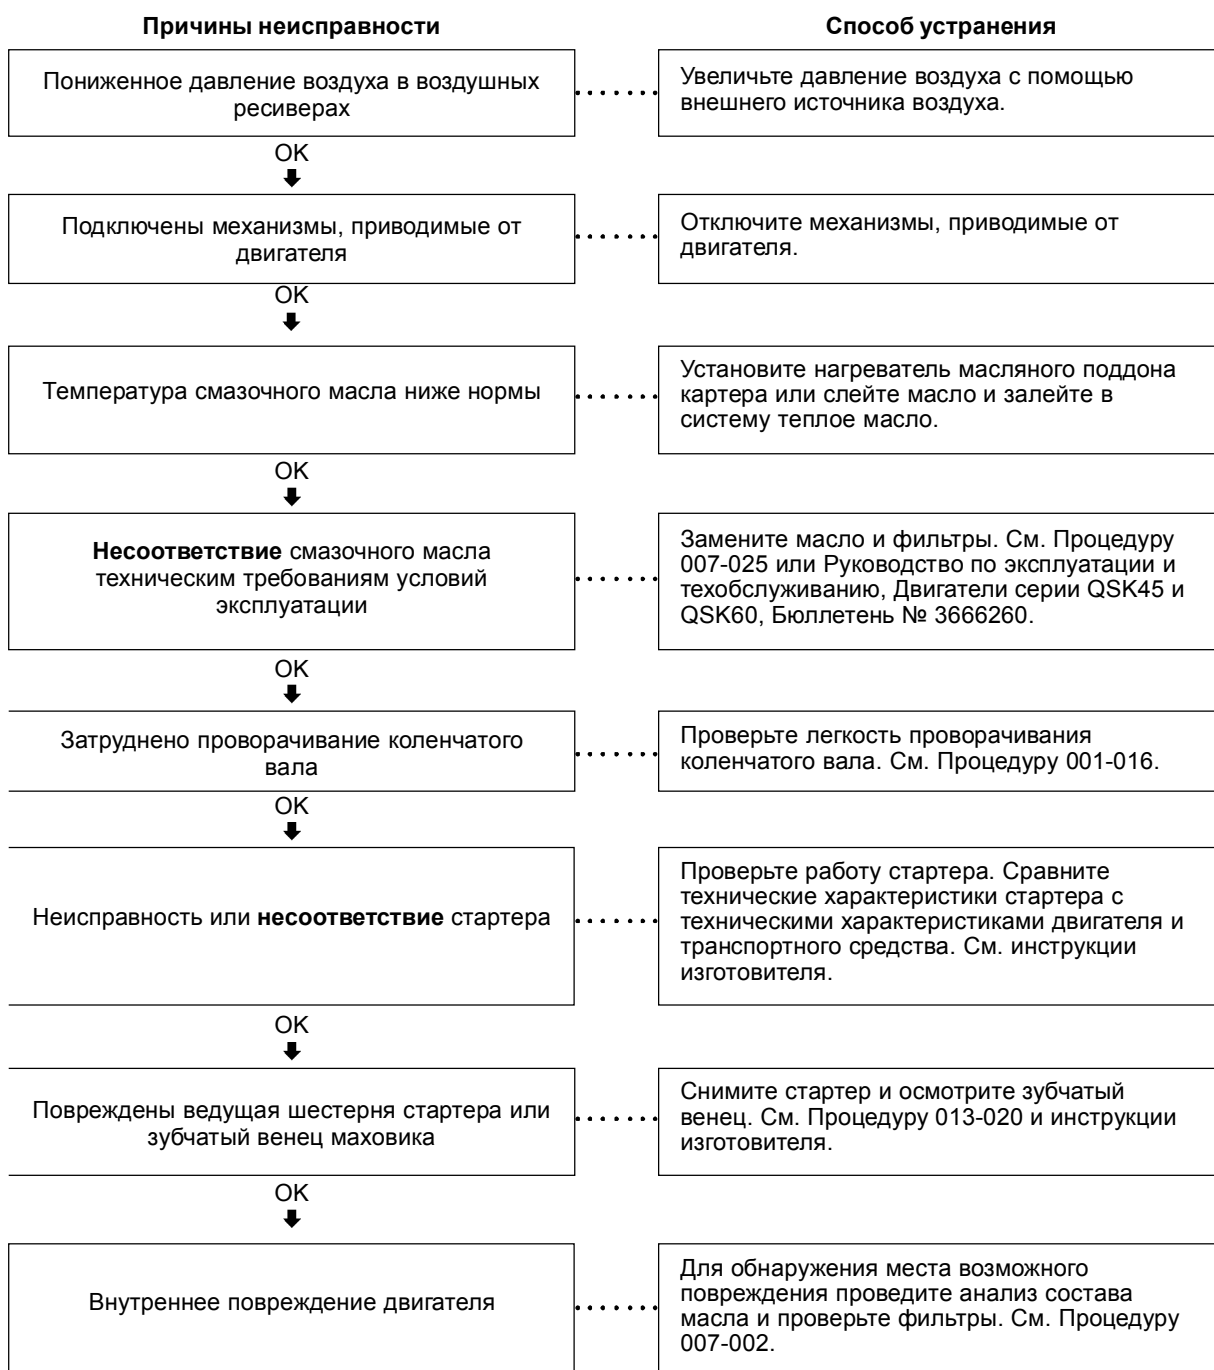 Причины неисправности
Способ устранения
Пониженное давление воздуха в воздушных
ресиверах
Увеличьте давление воздуха с помощью
внешнего источника воздуха.
OK
Подключены механизмы, приводимые от
двигателя
Отключите механизмы, приводимые от
двигателя.
OK
Температура смазочного масла ниже нормы
Установите нагреватель масляного поддона
картера или слейте масло и залейте в
систему теплое масло.
OK
Несоответствие смазочного масла
техническим требованиям условий
эксплуатации
Замените масло и фильтры. См. Процедуру
007-025 или Руководство по эксплуатации и
техобслуживанию, Двигатели серии QSK45 и
QSK60, Бюллетень № 3666260.
OK
Затруднено проворачивание коленчатого
вала
Проверьте легкость проворачивания
коленчатого вала. См. Процедуру 001-016.
OK
Неисправность или несоответствие стартера
Проверьте работу стартера. Сравните
технические характеристики стартера с
техническими характеристиками двигателя и
транспортного средства. См. инструкции
изготовителя.
OK
Повреждены ведущая шестерня стартера или
зубчатый венец маховика
Снимите стартер и осмотрите зубчатый
венец. См. Процедуру 013-020 и инструкции
изготовителя.
OK
Внутреннее повреждение двигателя
Для обнаружения места возможного
повреждения проведите анализ состава
масла и проверьте фильтры. См. Процедуру
007-002.